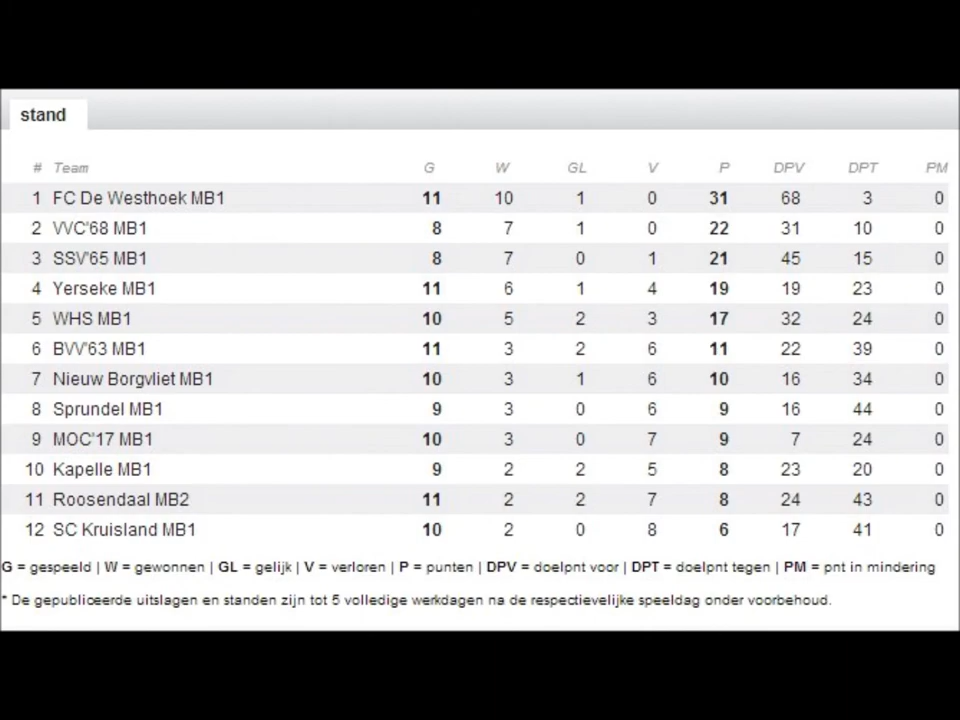 stand
# Team G W GL V P DPV DPT PM
1 FC De Westhoek MB1 11 10 1 0 31 68 3 0
2 VVC'68 MB1 8 7 1 0 22 31 10 0
3 SSV'65 MB1 8 7 0 1 21 45 15 0
4 Yerseke MB1 11 6 1 4 19 19 23 0
5 WHS MB1 10 5 2 3 17 32 24 0
6 BVV'63 MB1 11 3 2 6 11 22 39 0
7 Nieuw Borgvliet MB1 10 3 1 6 10 16 34 0
8 Sprundel MB1 9 3 0 6 9 16 44 0
9 MOC'17 MB1 10 3 0 7 9 7 24 0
10 Kapelle MB1 9 2 2 5 8 23 20 0
11 Roosendaal MB2 11 2 2 7 8 24 43 0
12 SC Kruisland MB1 10 2 0 8 6 17 41 0
G = gespeeld | W = gewonnen | GL = gelijk | V = verloren | P = punten | DPV = doelpnt voor | DPT = doelpnt tegen | PM = pnt in mindering
* De gepubliceerde uitslagen en standen zijn tot 5 volledige werkdagen na de respectievelijke speeldag onder voorbehoud.